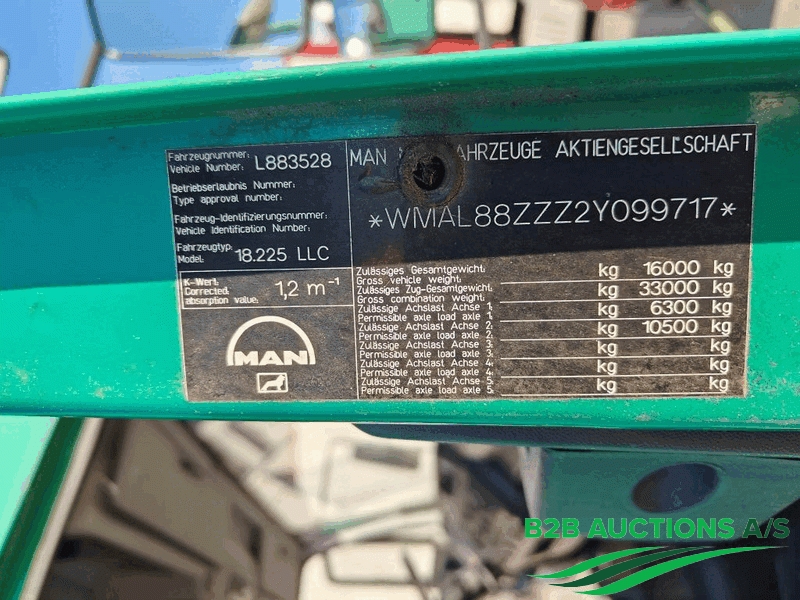 Fahrzeugnummer:
Vehicle Number: L883528
Betriebserlaubnis Nummer:
Type approval number:
Fahrzeug-Identifizierungsnummer:
Vehicle Identification Number:
Fahrzeugtyp:
Model: 18.225 LLC
K-Wert:
Corrected
absorption value: 1,2 m⁻¹
MAN
MAN AHRZEUGE AKTIENGESELLSCHAFT
*WMAL88ZZZ2Y099717*
Zulässiges Gesamtgewicht: kg 16000 kg
Gross vehicle weight:
Zulässiges Zug-Gesamtgewicht: kg 33000 kg
Gross combination weight:
Zulässige Achslast Achse 1: kg 6300 kg
Permissible axle load axle 1:
Zulässige Achslast Achse 2: kg 10500 kg
Permissible axle load axle 2:
Zulässige Achslast Achse 3: kg kg
Permissible axle load axle 3:
Zulässige Achslast Achse 4: kg kg
Permissible axle load axle 4:
Zulässige Achslast Achse 5: kg kg
Permissible axle load axle 5:
B2B AUCTIONS A/S